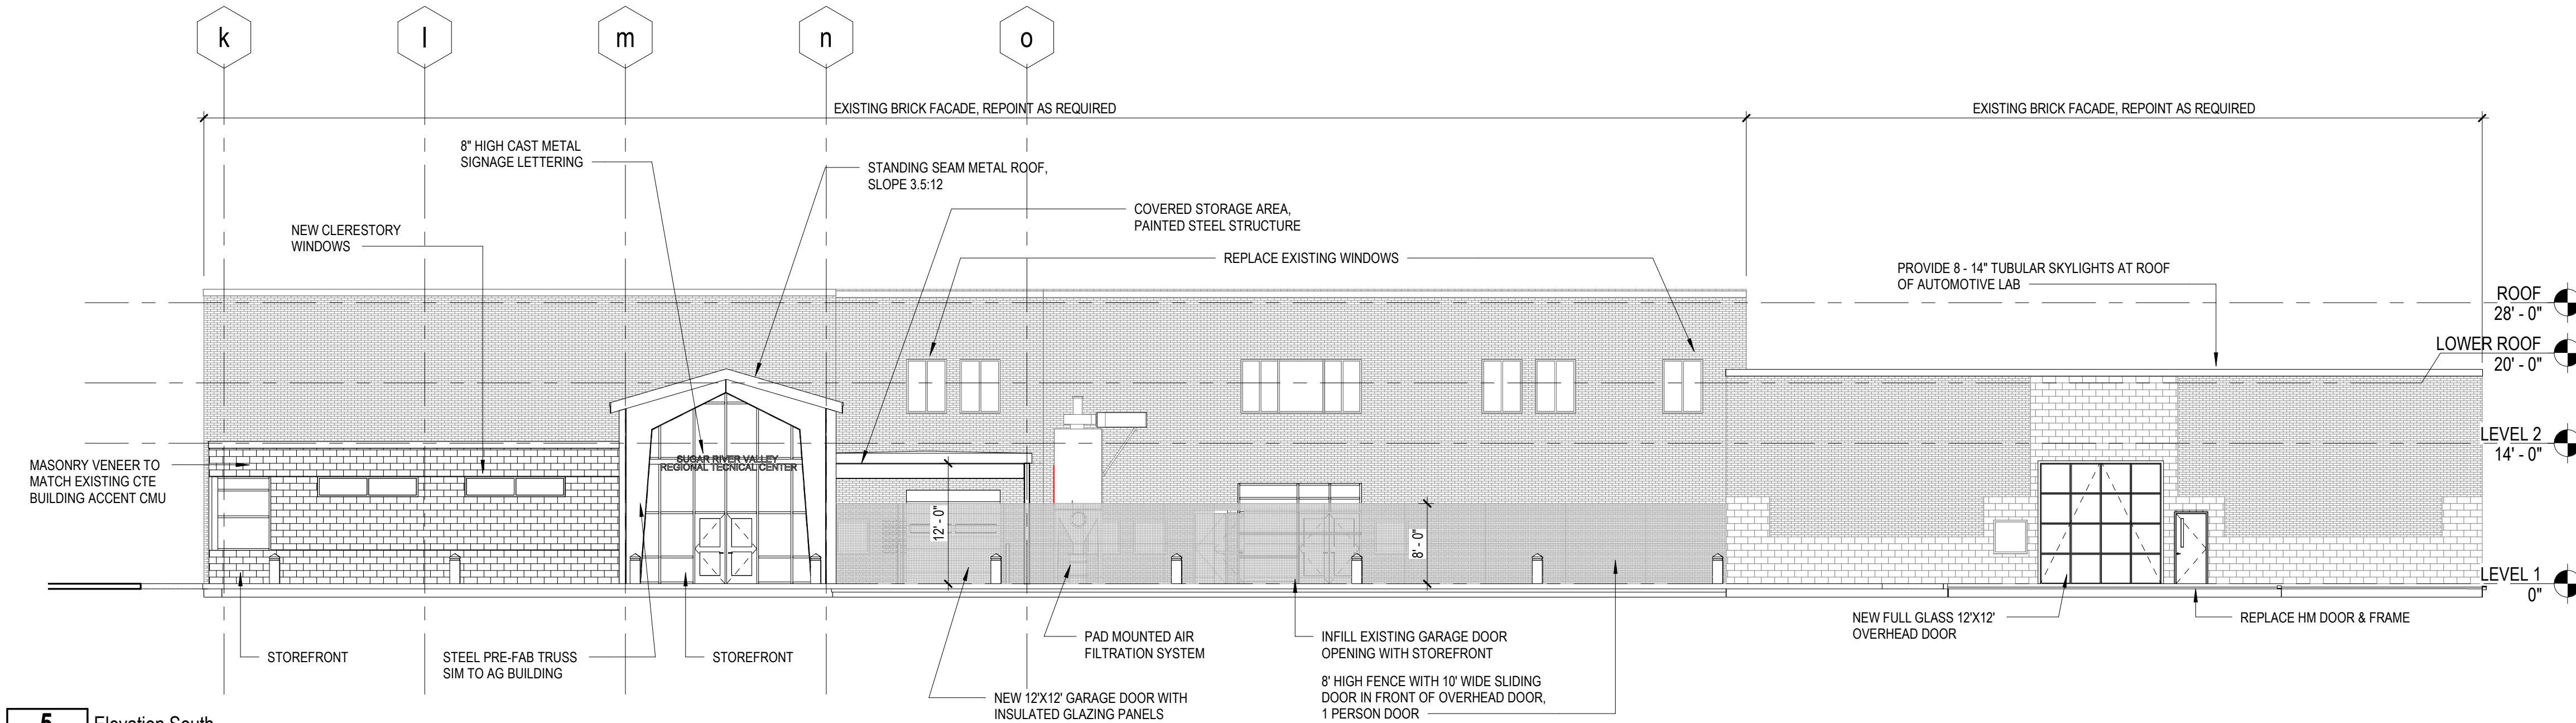 k
l
m
n
o
EXISTING BRICK FACADE, REPOINT AS REQUIRED
EXISTING BRICK FACADE, REPOINT AS REQUIRED
8" HIGH CAST METAL
SIGNAGE LETTERING
STANDING SEAM METAL ROOF,
SLOPE 3.5:12
COVERED STORAGE AREA,
PAINTED STEEL STRUCTURE
NEW CLERESTORY
WINDOWS
REPLACE EXISTING WINDOWS
PROVIDE 8 - 14" TUBULAR SKYLIGHTS AT ROOF
OF AUTOMOTIVE LAB
ROOF
28' - 0"
LOWER ROOF
20' - 0"
LEVEL 2
14' - 0"
MASONRY VENEER TO
MATCH EXISTING CTE
BUILDING ACCENT CMU
SUGAR RIVER VALLEY
REGIONAL TECNICAL CENTER
12' - 0"
8' - 0"
LEVEL 1
0"
STOREFRONT
STEEL PRE-FAB TRUSS
SIM TO AG BUILDING
STOREFRONT
PAD MOUNTED AIR
FILTRATION SYSTEM
INFILL EXISTING GARAGE DOOR
OPENING WITH STOREFRONT
NEW FULL GLASS 12'X12'
OVERHEAD DOOR
REPLACE HM DOOR & FRAME
NEW 12'X12' GARAGE DOOR WITH
INSULATED GLAZING PANELS
8' HIGH FENCE WITH 10' WIDE SLIDING
DOOR IN FRONT OF OVERHEAD DOOR,
1 PERSON DOOR
5
Elevation South